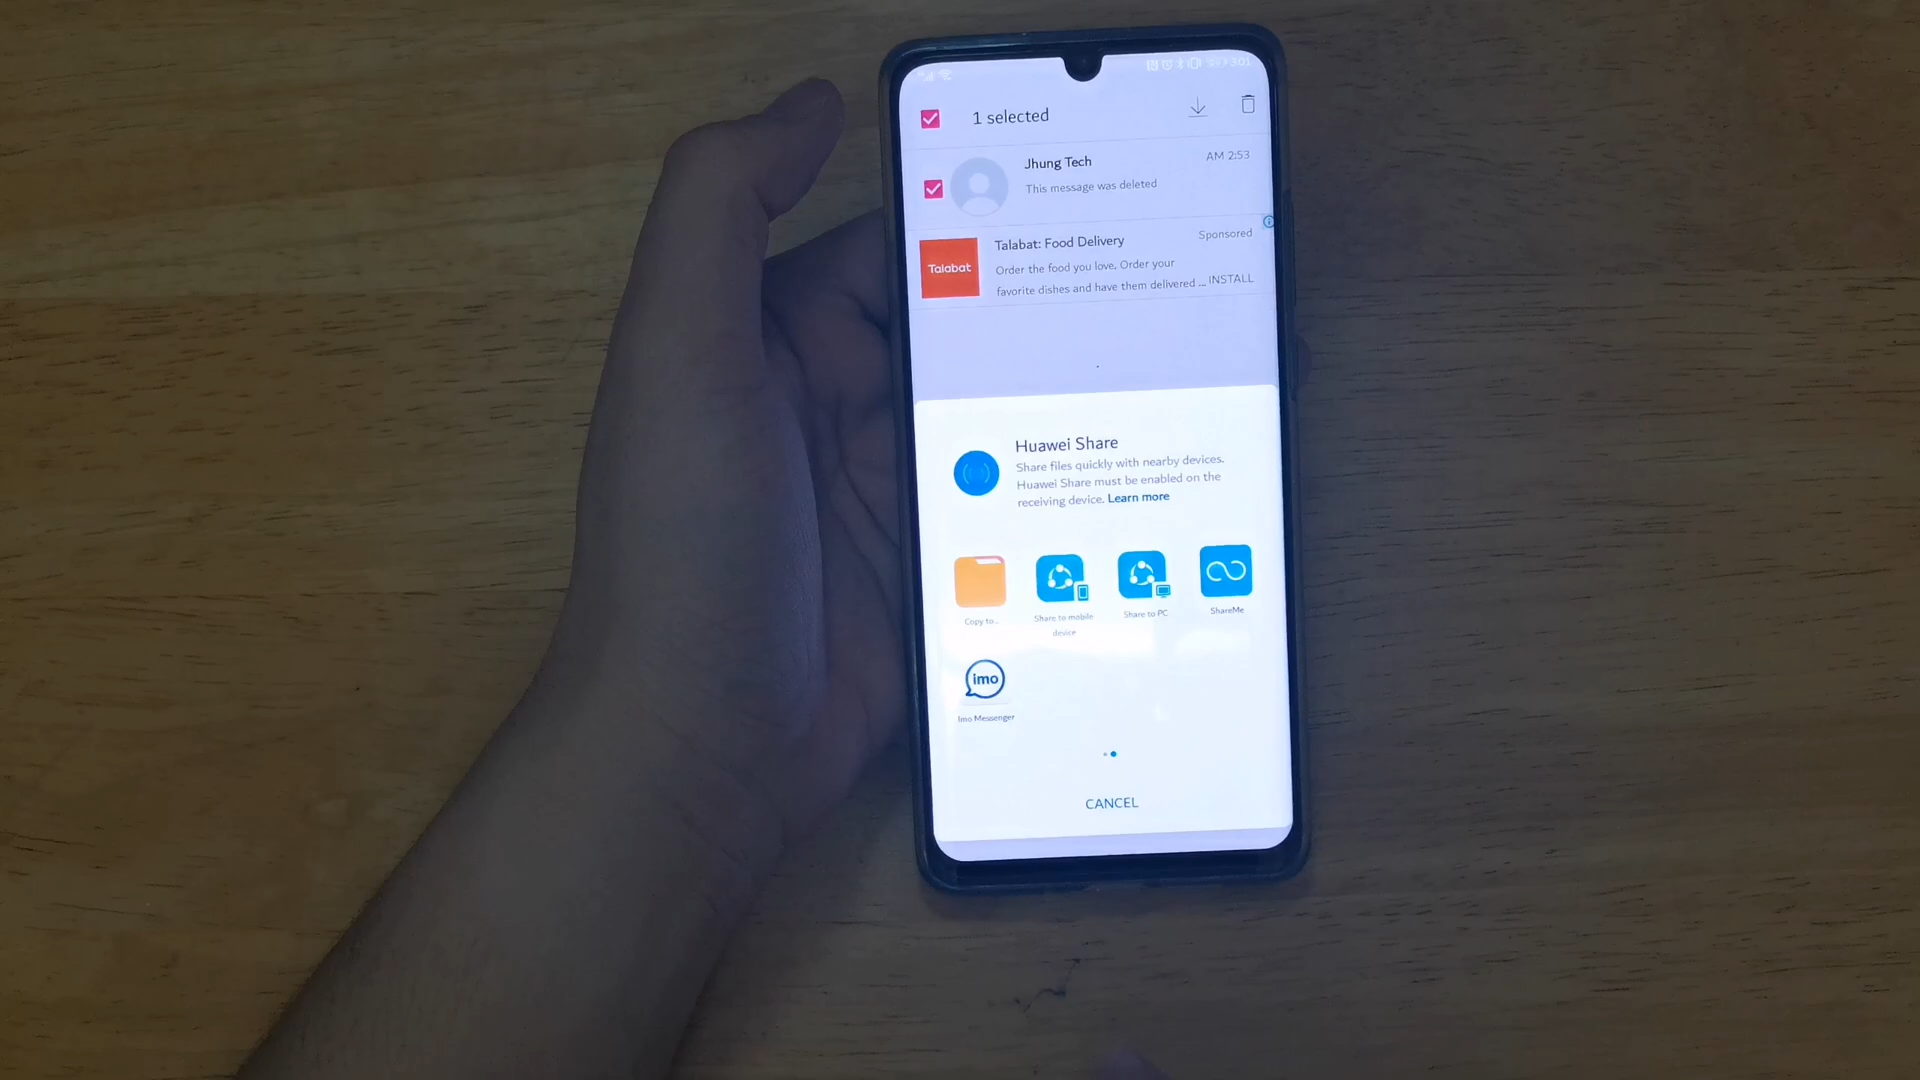 3:01
1 selected
Jhung Tech
AM 2:53
This message was deleted
Talabat
Talabat: Food Delivery
Sponsored
Order the food you love. Order your
favorite dishes and have them delivered ...
INSTALL
Huawei Share
Share files quickly with nearby devices.
Huawei Share must be enabled on the
receiving device. Learn more
Copy to...
Share to mobile
device
Share to PC
ShareMe
imo
Imo Messenger
CANCEL